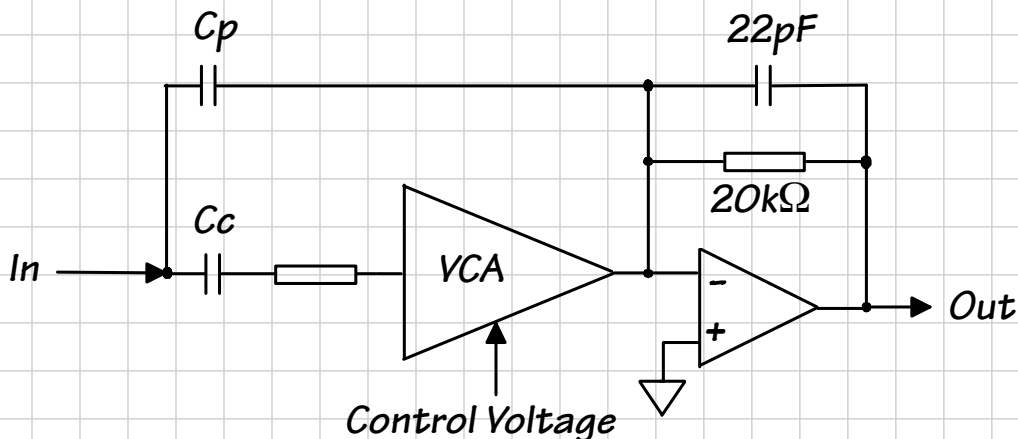 Cp
22pF
20kΩ
Cc
In
VCA
-
+
Out
Control Voltage